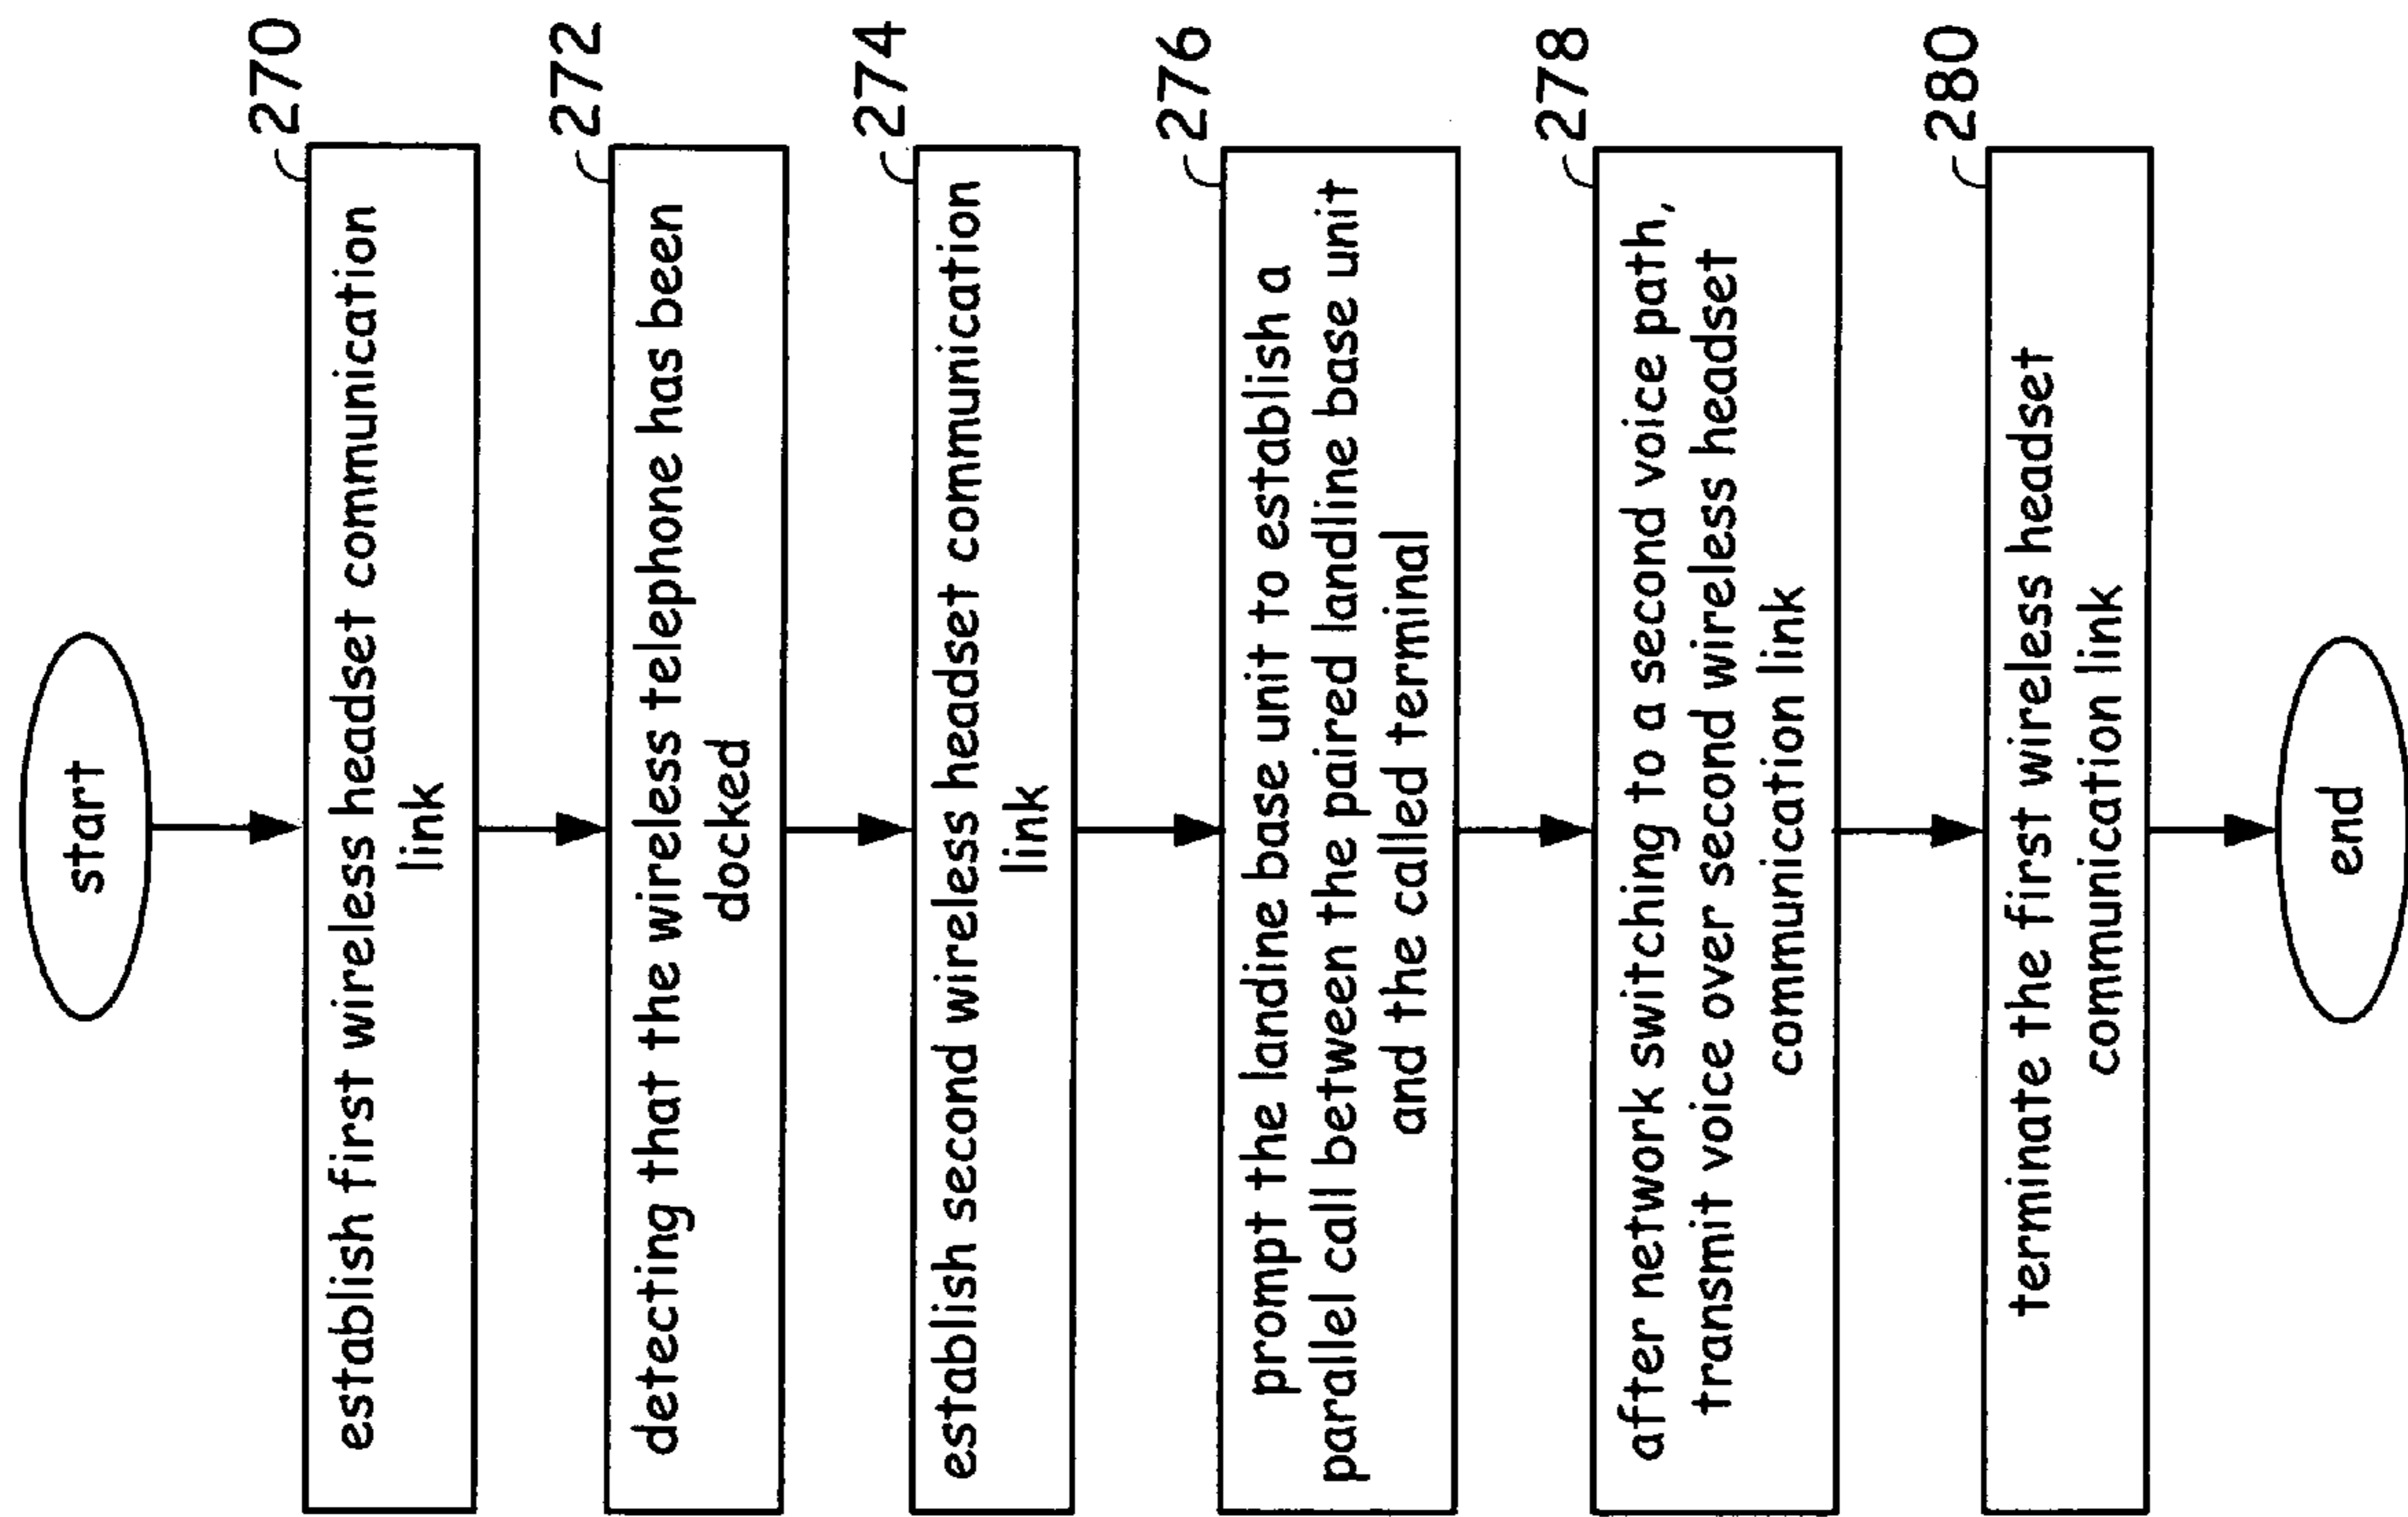 start
270
establish first wireless headset communication
link
272
detecting that the wireless telephone has been
docked
274
establish second wireless headset communication
link
276
prompt the landine base unit to establish a
parallel call between the paired landline base unit
and the called terminal
278
after network switching to a second voice path,
transmit voice over second wireless headset
communication link
280
terminate the first wireless headset
communication link
end